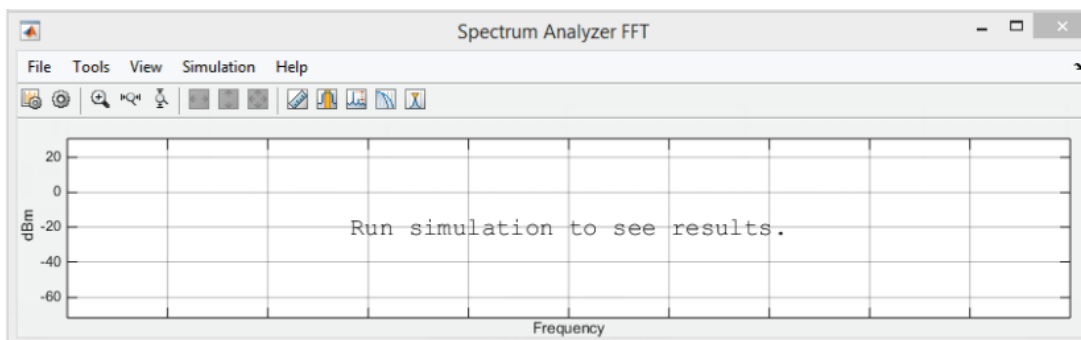 Spectrum Analyzer FFT
File Tools View Simulation Help
20
0
-20
-40
-60
dBm
Run simulation to see results.
Frequency